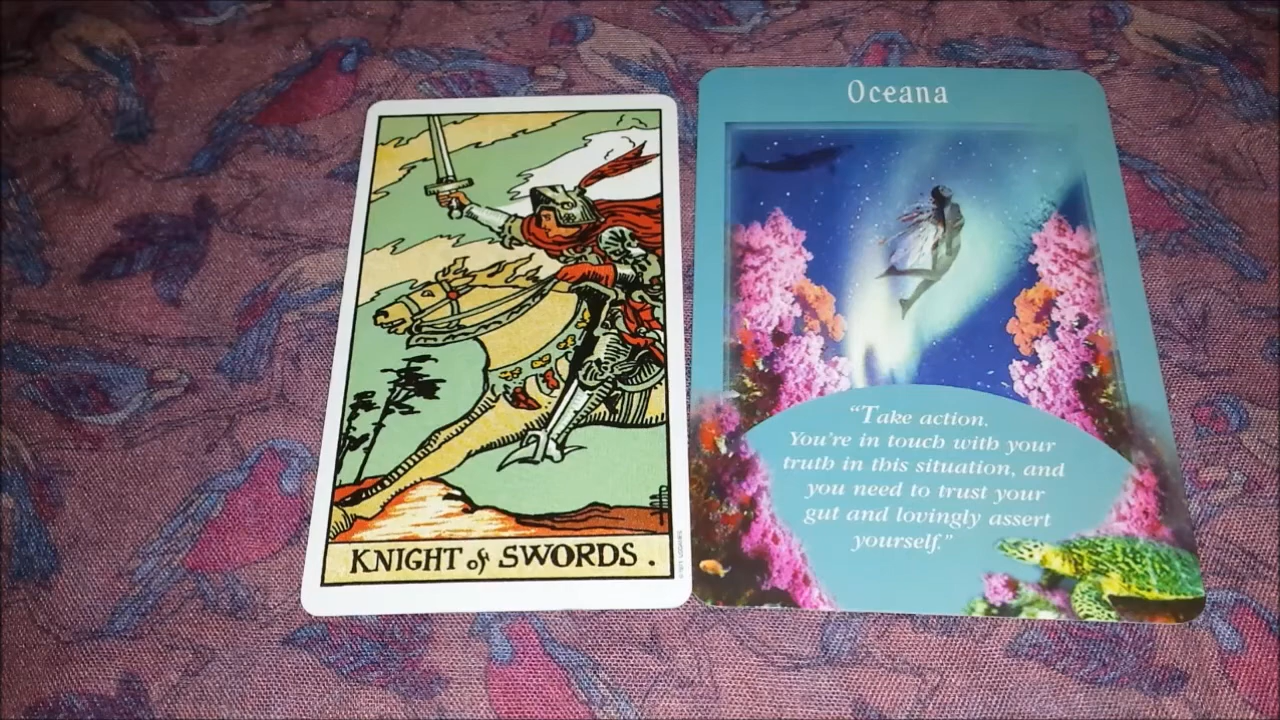 KNIGHT of SWORDS.
Oceana
"Take action.
You're in touch with your
truth in this situation, and
you need to trust your
gut and lovingly assert
yourself."